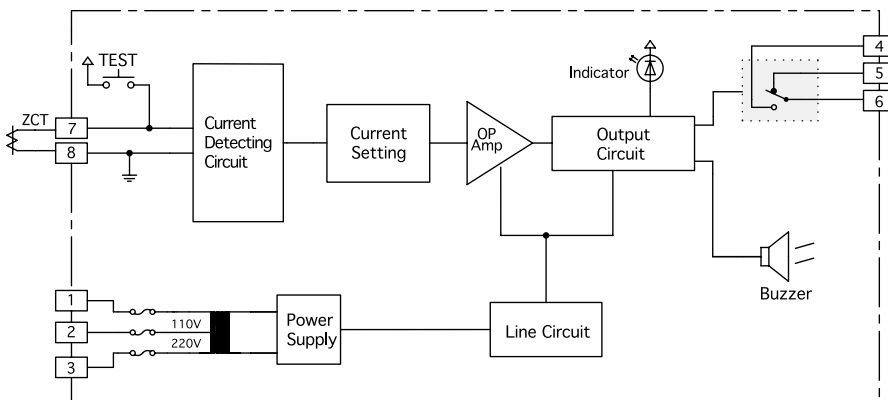 TEST
ZCT
7
8
Current
Detecting
Circuit
Current
Setting
OP
Amp
Indicator
Output
Circuit
4
5
6
Buzzer
1
2
3
110V
220V
Power
Supply
Line Circuit